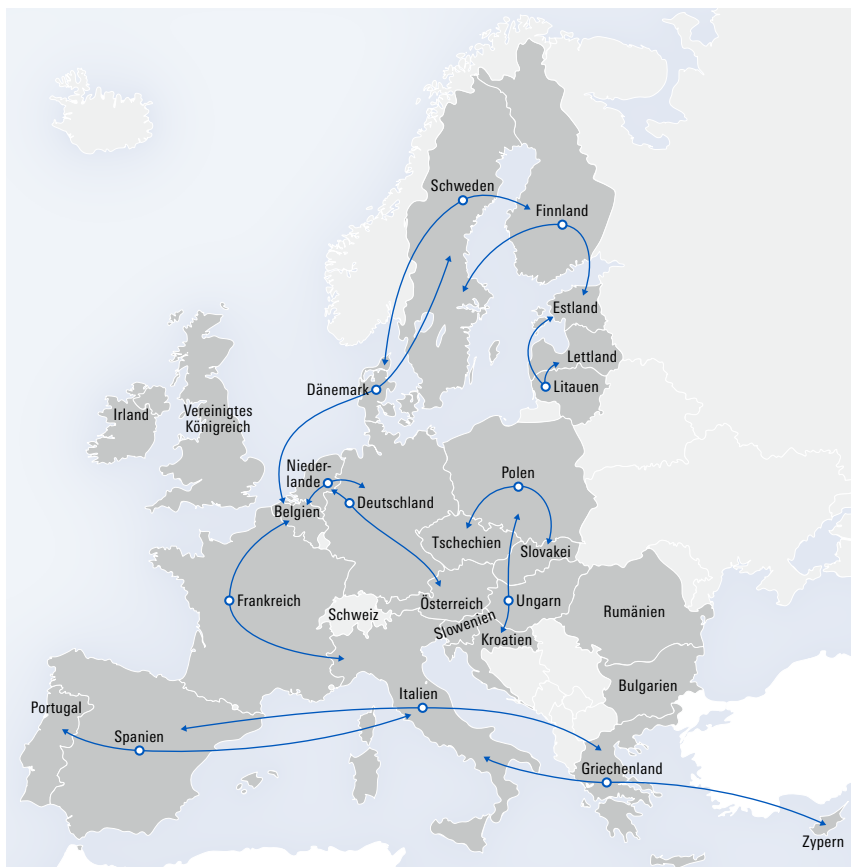 Schweden
Finnland
Estland
Lettland
Litauen
Dänemark
Irland
Vereinigtes
Königreich
Nieder-
lande
Polen
Deutschland
Belgien
Tschechien
Slovakei
Frankreich
Österreich
Ungarn
Schweiz
Rumänien
Slowenien
Kroatien
Bulgarien
Italien
Portugal
Spanien
Griechenland
Zypern